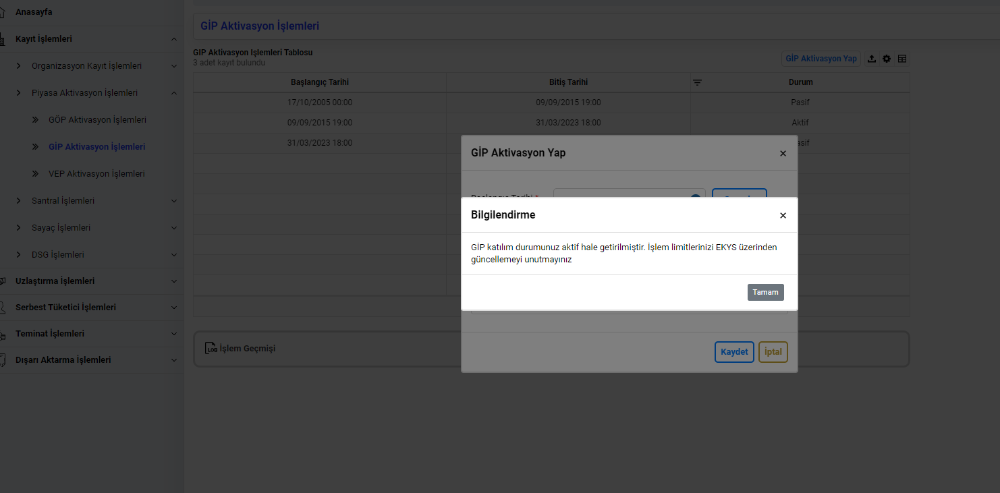 Anasayfa
Kayıt İşlemleri
Organizasyon Kayıt İşlemleri
Piyasa Aktivasyon İşlemleri
GÖP Aktivasyon İşlemleri
GİP Aktivasyon İşlemleri
VEP Aktivasyon İşlemleri
Santral İşlemleri
Sayaç İşlemleri
DSG İşlemleri
Uzlaştırma İşlemleri
Serbest Tüketici İşlemleri
Teminat İşlemleri
Dışarı Aktarma İşlemleri
GİP Aktivasyon İşlemleri
GIP Aktivasyon Işlemleri Tablosu
3 adet kayıt bulundu
GİP Aktivasyon Yap
Başlangıç Tarihi Bitiş Tarihi Durum
17/10/2005 00:00 09/09/2015 19:00 Pasif
09/09/2015 19:00 31/03/2023 18:00 Aktif
31/03/2023 18:00 asif
GİP Aktivasyon Yap
Başlangıç Tarihi *
Bilgilendirme
GİP katılım durumunuz aktif hale getirilmiştir. İşlem limitlerinizi EKYS üzerinden
güncellemeyi unutmayınız
Tamam
LOG İşlem Geçmişi
Kaydet İptal